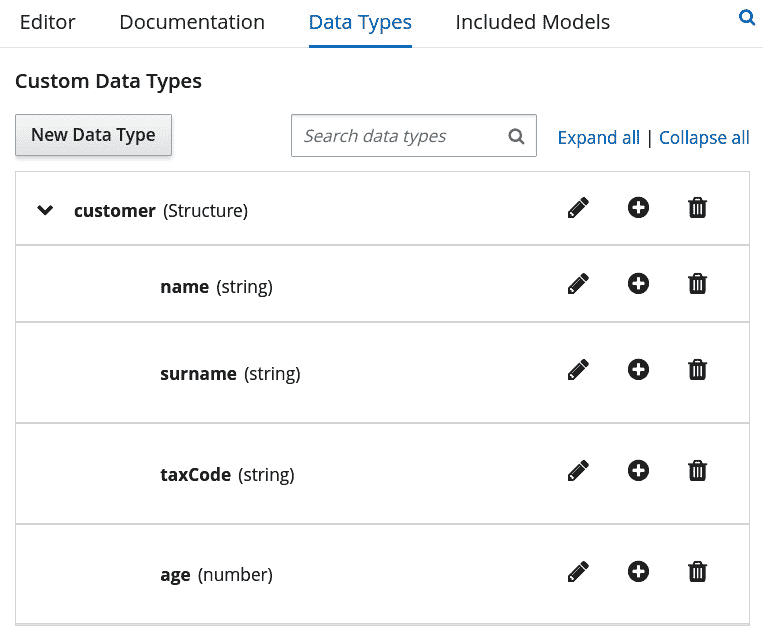 Editor Documentation Data Types Included Models
Custom Data Types
New Data Type Search data types Expand all | Collapse all
customer (Structure)
name (string)
surname (string)
taxCode (string)
age (number)